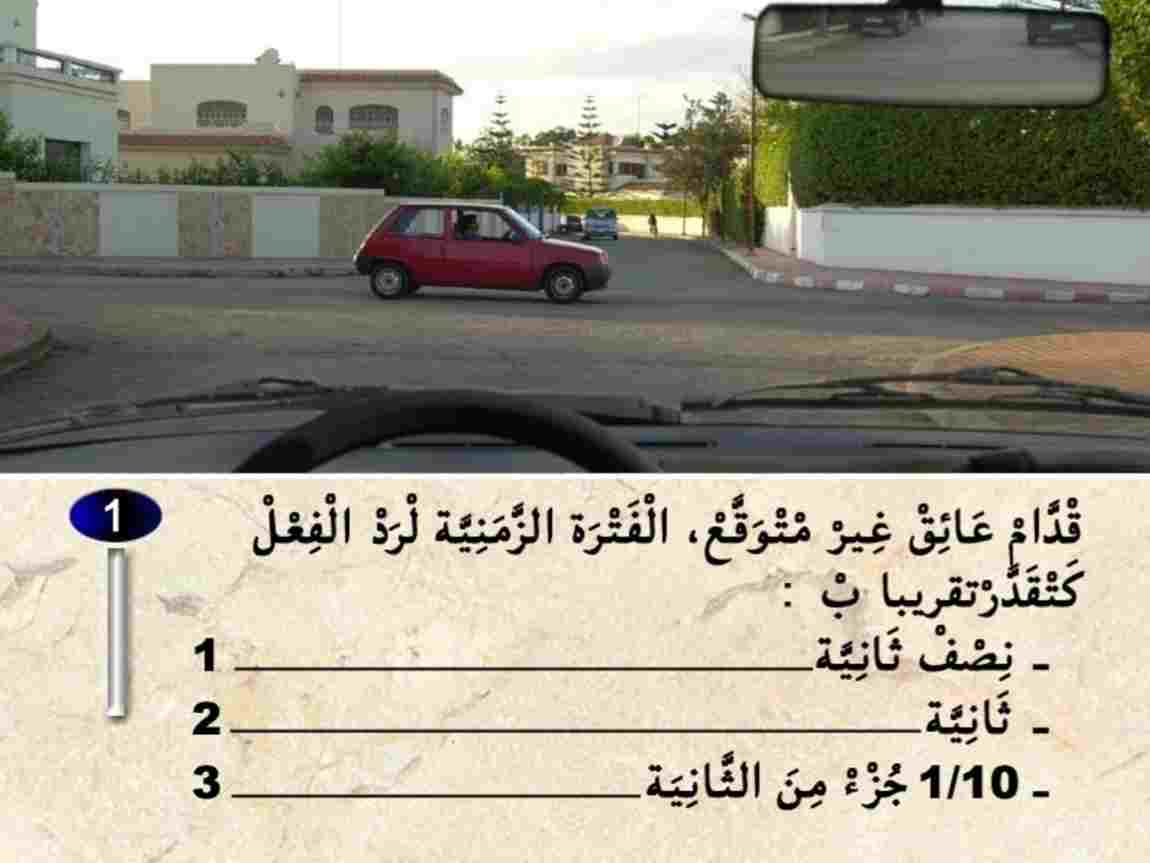 1
قْدَّامْ عَائِقْ غِيرْ مْتْوَقَّعْ، الْفَتْرَة الزَّمَنِيَّة لْرَدْ الْفِعْلْ
كَتْقَدَّرْتقريبا بْ :
ـ نِصْفْ ثَانِيَّة 1
ـ ثَانِيَّة 2
ـ 1/10 جُزْءْ مِنَ الثَّانِيَة 3